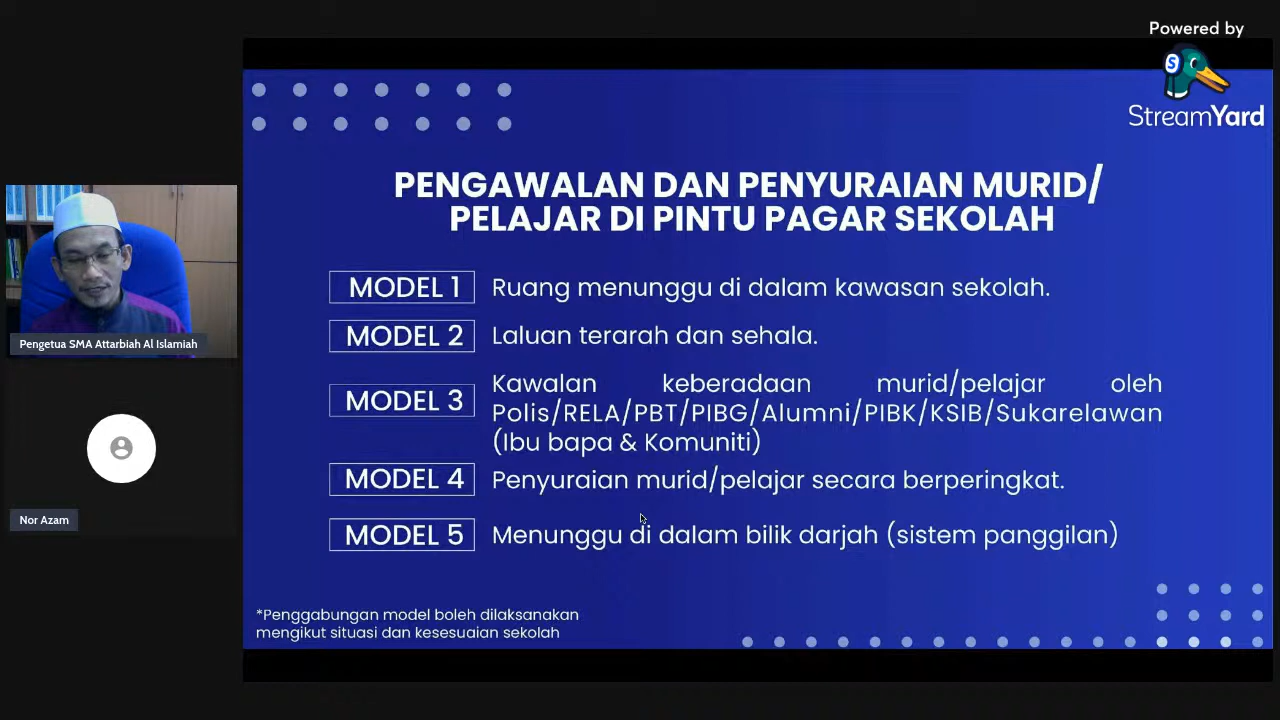 Powered by
StreamYard
PENGAWALAN DAN PENYURAIAN MURID/
PELAJAR DI PINTU PAGAR SEKOLAH
MODEL 1 Ruang menunggu di dalam kawasan sekolah.
MODEL 2 Laluan terarah dan sehala.
Kawalan keberadaan murid/pelajar oleh
MODEL 3 Polis/RELA/PBT/PIBG/Alumni/PIBK/KSIB/Sukarelawan
(Ibu bapa & Komuniti)
MODEL 4 Penyuraian murid/pelajar secara berperingkat.
MODEL 5 Menunggu di dalam bilik darjah (sistem panggilan)
*Penggabungan model boleh dilaksanakan
mengikut situasi dan kesesuaian sekolah
Pengetua SMA Attarbiah Al Islamiah
Nor Azam